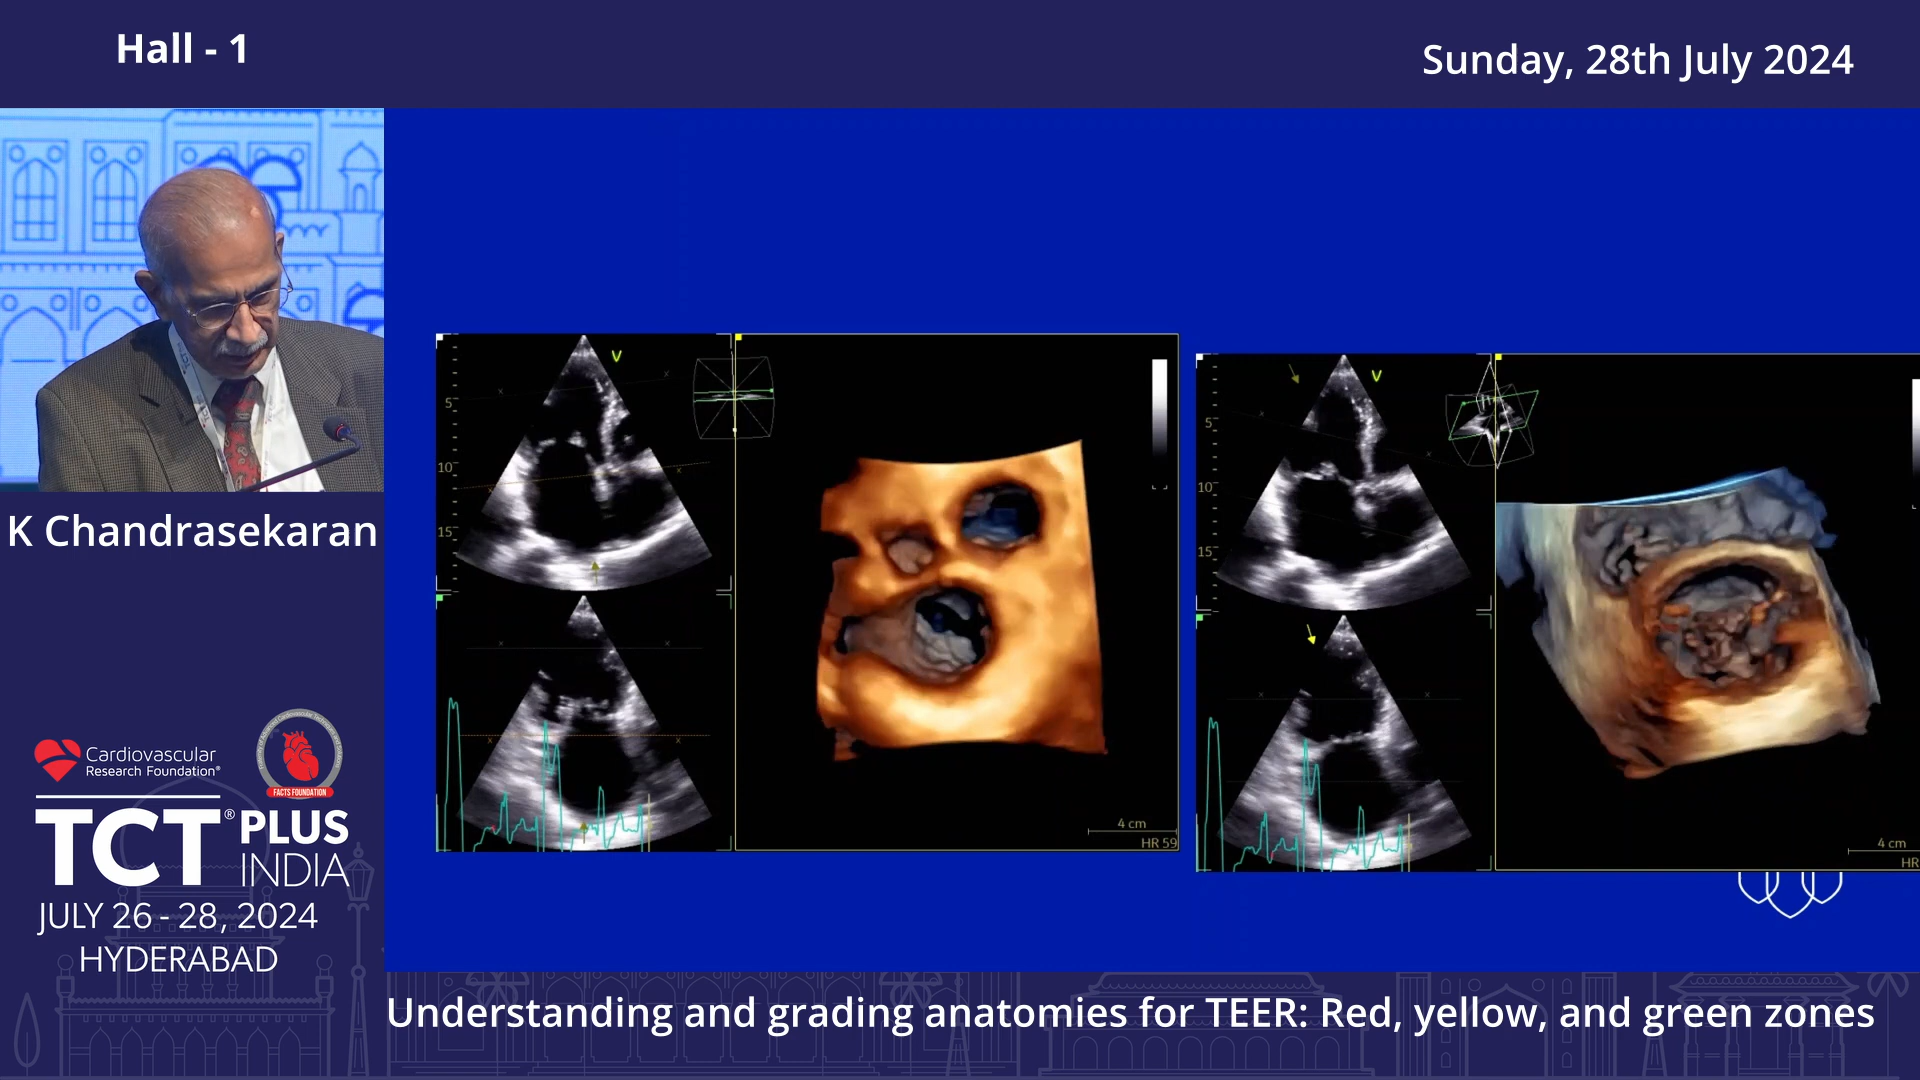 Hall - 1
Sunday, 28th July 2024
K Chandrasekaran
Cardiovascular
Research Foundation®
FACTS FOUNDATION
TCT® PLUS
INDIA
JULY 26 - 28, 2024
HYDERABAD
V
5
10
15
4 cm
HR 59
V
5
10
15
4 cm
HR
Understanding and grading anatomies for TEER: Red, yellow, and green zones